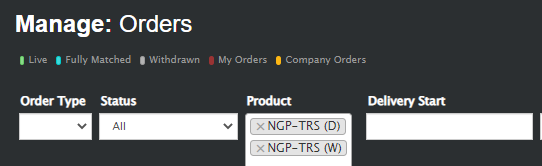 Manage: Orders
Live Fully Matched Withdrawn My Orders Company Orders
Order Type Status Product Delivery Start
All × NGP-TRS (D)
× NGP-TRS (W)